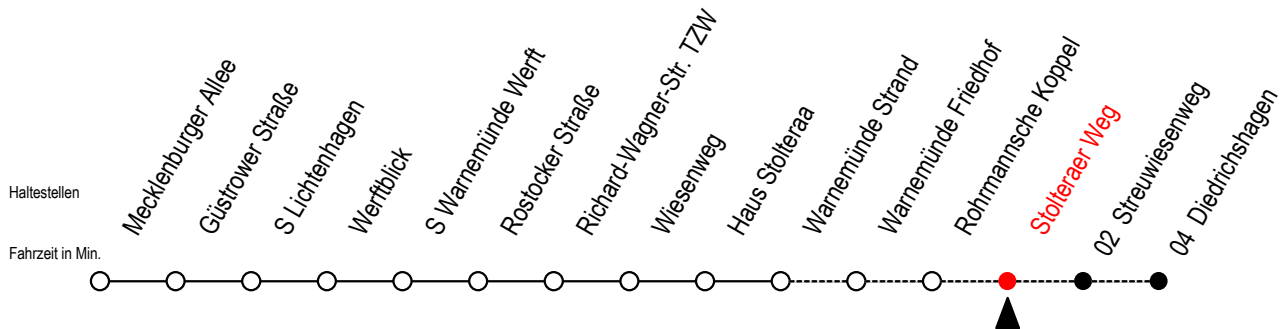 Haltestellen
Fahrzeit in Min.
Mecklenburger Allee
Güstrower Straße
S Lichtenhagen
Werftblick
S Warnemünde Werft
Rostocker Straße
Richard-Wagner-Str. TZW
Wiesenweg
Haus Stolteraa
Warnemünde Strand
Warnemünde Friedhof
Rohrmannsche Koppel
Stolteraer Weg
02 Streuwiesenweg
04 Diedrichshagen